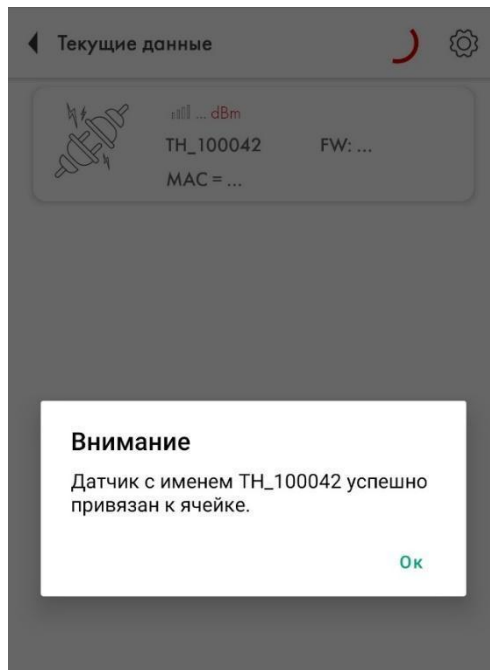 Текущие данные
... dBm
TH_100042 FW: ...
MAC = ...
Внимание
Датчик с именем TH_100042 успешно
привязан к ячейке.
Ок